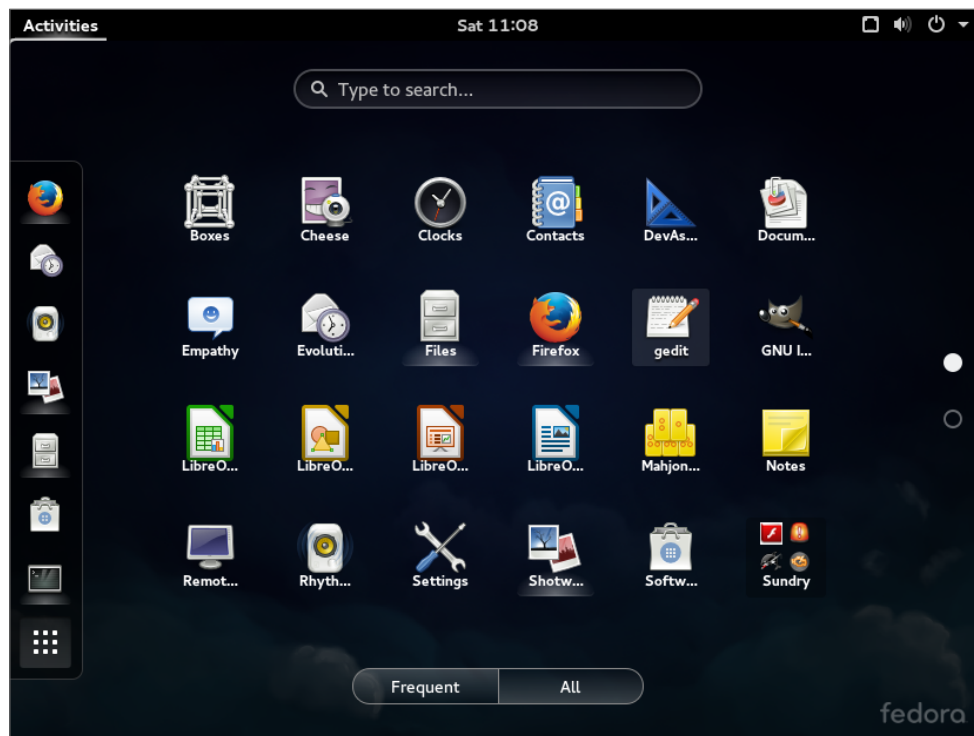 Activities
Sat 11:08
Type to search...
Boxes
Cheese
Clocks
Contacts
DevAs...
Docum...
Empathy
Evoluti...
Files
Firefox
gedit
GNU I...
LibreO...
LibreO...
LibreO...
LibreO...
Mahjon...
Notes
Remot...
Rhyth...
Settings
Shotw...
Softw...
Sundry
Frequent
All
fedora